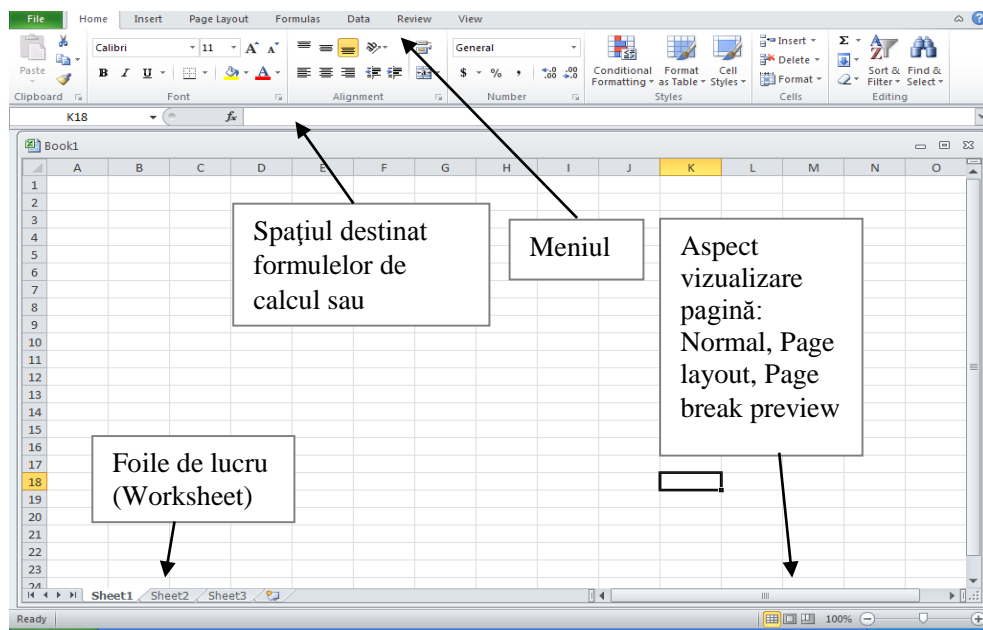 File Home Insert Page Layout Formulas Data Review View
Calibri 11 A A General Insert Σ
Delete
Paste B I U A $ % , .0 .00 .00 .0 Conditional Formatting Format as Table Cell Styles Format Sort & Filter Find & Select
Clipboard Font Alignment Number Styles Cells Editing
K18 fx
Book1
A B C D E F G H I J K L M N O
1
2
3
4
5
6
7
8
9
10
11
12
13
14
15
16
17
18
19
20
21
22
23
24
Spaţiul destinat
formulelor de
calcul sau
Meniul
Aspect
vizualizare
pagină:
Normal, Page
layout, Page
break preview
Foile de lucru
(Worksheet)
Sheet1 Sheet2 Sheet3
Ready 100%